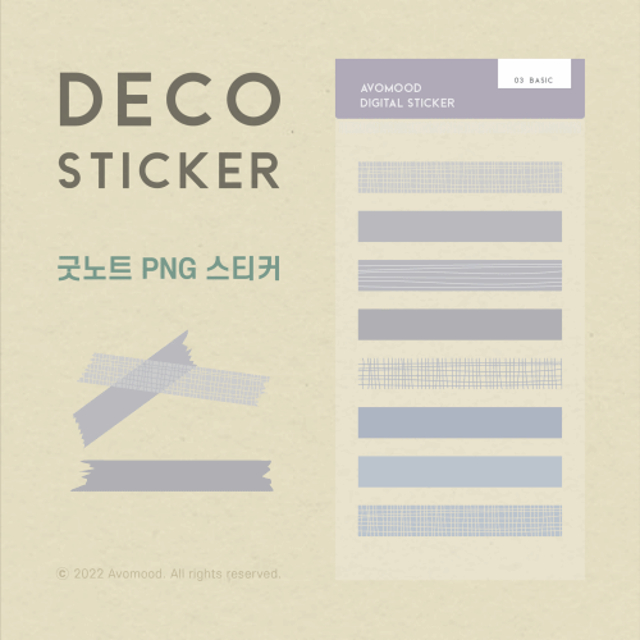 DECO
STICKER
굿노트 PNG 스티커
© 2022 Avomood. All rights reserved.
03 BASIC
AVOMOOD
DIGITAL STICKER